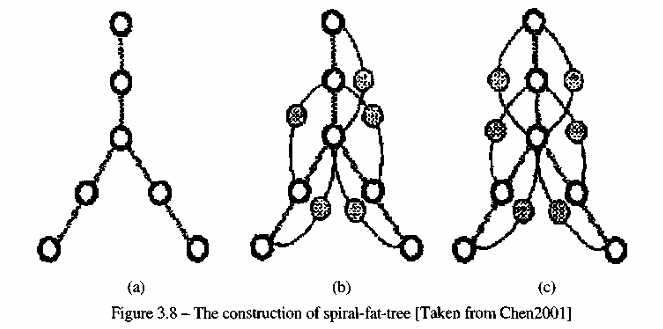 (a) (b) (c)
Figure 3.8 – The construction of spiral-fat-tree [Taken from Chen2001]